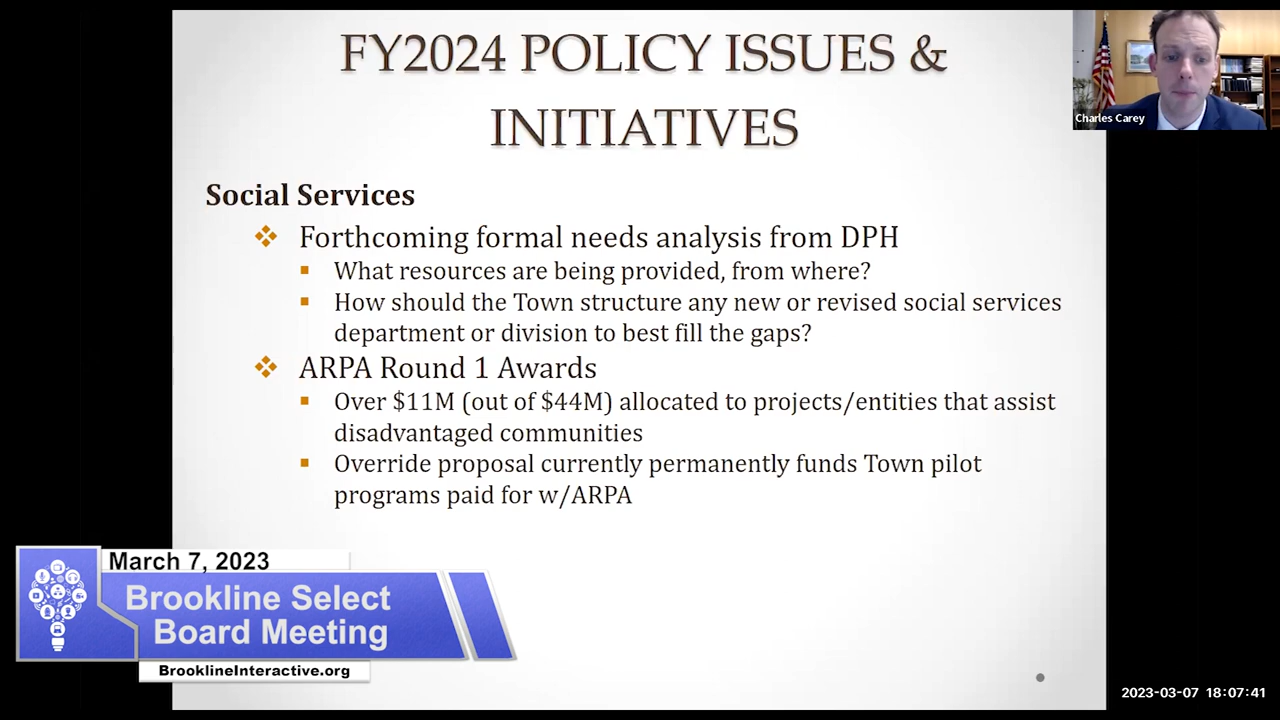 FY2024 POLICY ISSUES &
INITIATIVES
Charles Carey
Social Services
Forthcoming formal needs analysis from DPH
What resources are being provided, from where?
How should the Town structure any new or revised social services
department or division to best fill the gaps?
ARPA Round 1 Awards
Over $11M (out of $44M) allocated to projects/entities that assist
disadvantaged communities
Override proposal currently permanently funds Town pilot
programs paid for w/ARPA
March 7, 2023
Brookline Select
Board Meeting
BrooklineInteractive.org
2023-03-07 18:07:41